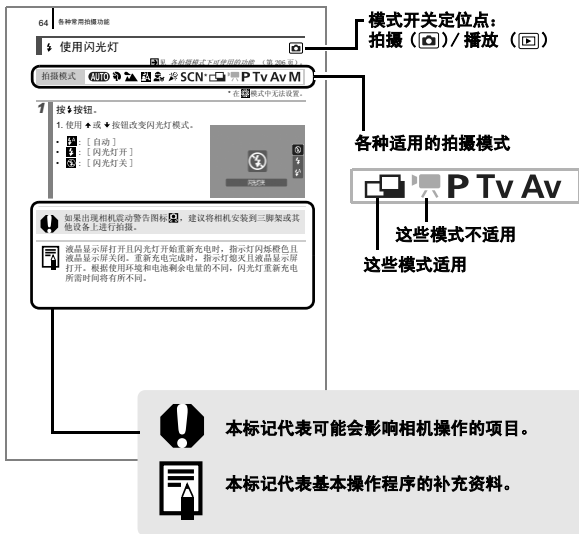 64 各种常用拍摄功能
使用闪光灯
见 各拍摄模式下可使用的功能 (第 206 页)。
拍摄模式 AUTO SCN* P Tv Av M
* 在 模式中无法设置。
1 按 按钮。
1. 使用 或 按钮改变闪光灯模式。
• : [自动]
• : [闪光灯开]
• : [闪光灯关]
如果出现相机震动警告图标 ，建议将相机安装到三脚架或其
他设备上进行拍摄。
液晶显示屏打开且闪光灯开始重新充电时，指示灯闪烁橙色且
液晶显示屏关闭。重新充电完成时，指示灯熄灭且液晶显示屏
打开。根据使用环境和电池剩余电量的不同，闪光灯重新充电
所需时间将有所不同。
模式开关定位点：
拍摄 ( )/ 播放 ( )
各种适用的拍摄模式
P Tv Av
这些模式不适用
这些模式适用
本标记代表可能会影响相机操作的项目。
本标记代表基本操作程序的补充资料。